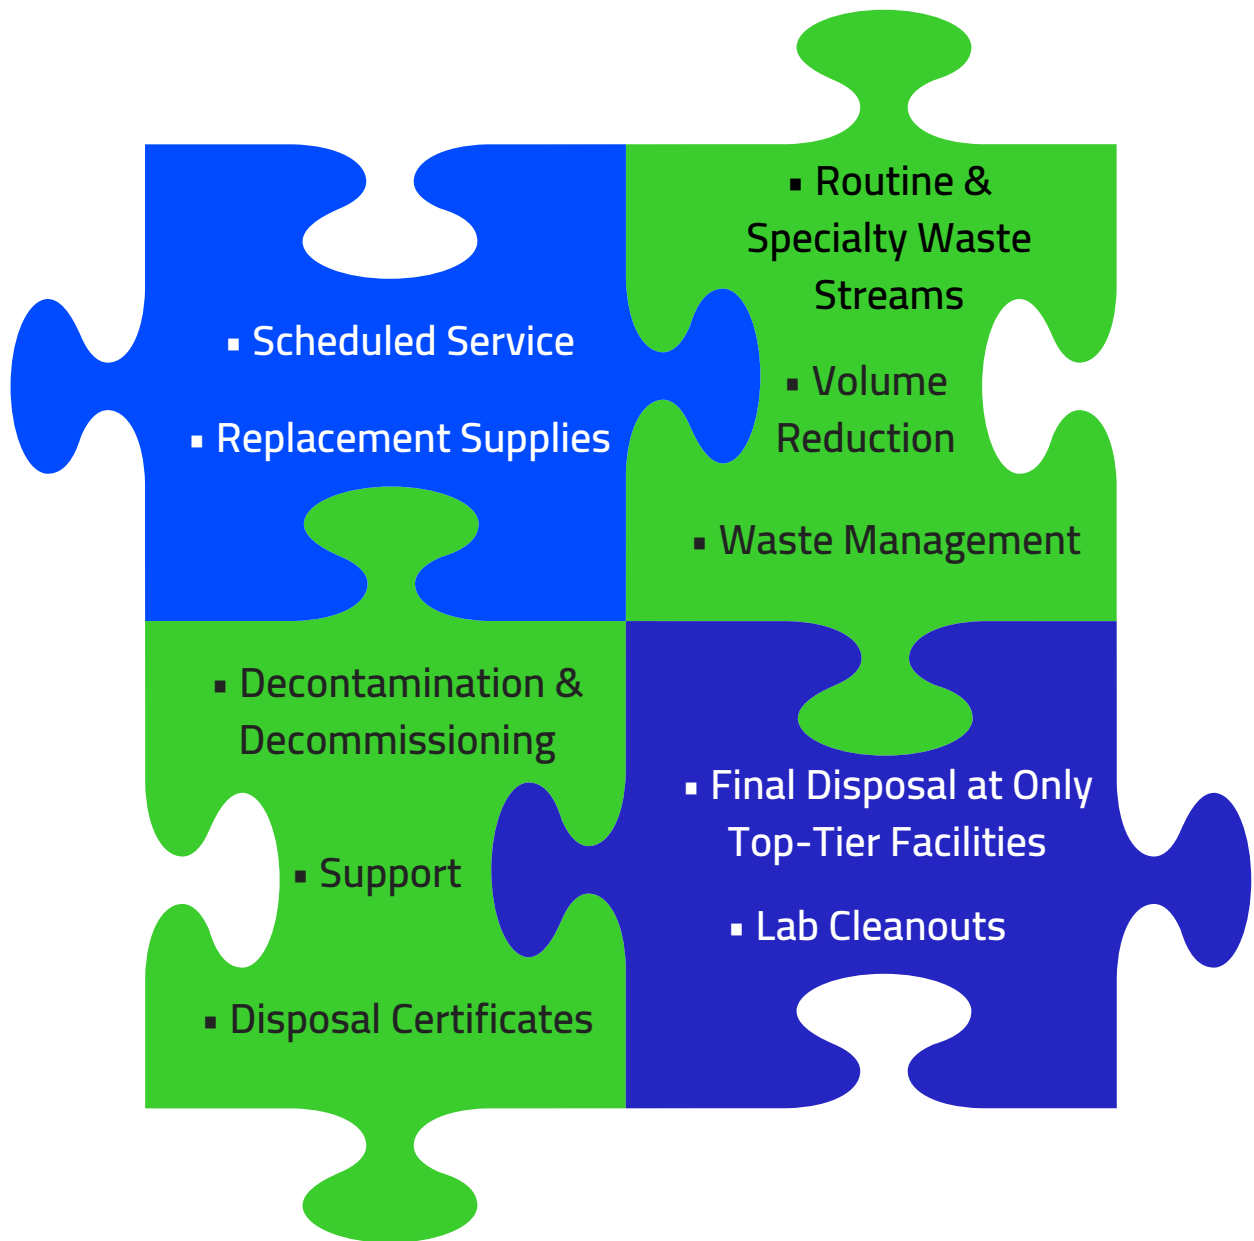 ▪ Scheduled Service
▪ Replacement Supplies
▪ Routine &
Specialty Waste
Streams
▪ Volume
Reduction
▪ Waste Management
▪ Decontamination &
Decommissioning
▪ Support
▪ Disposal Certificates
▪ Final Disposal at Only
Top-Tier Facilities
▪ Lab Cleanouts